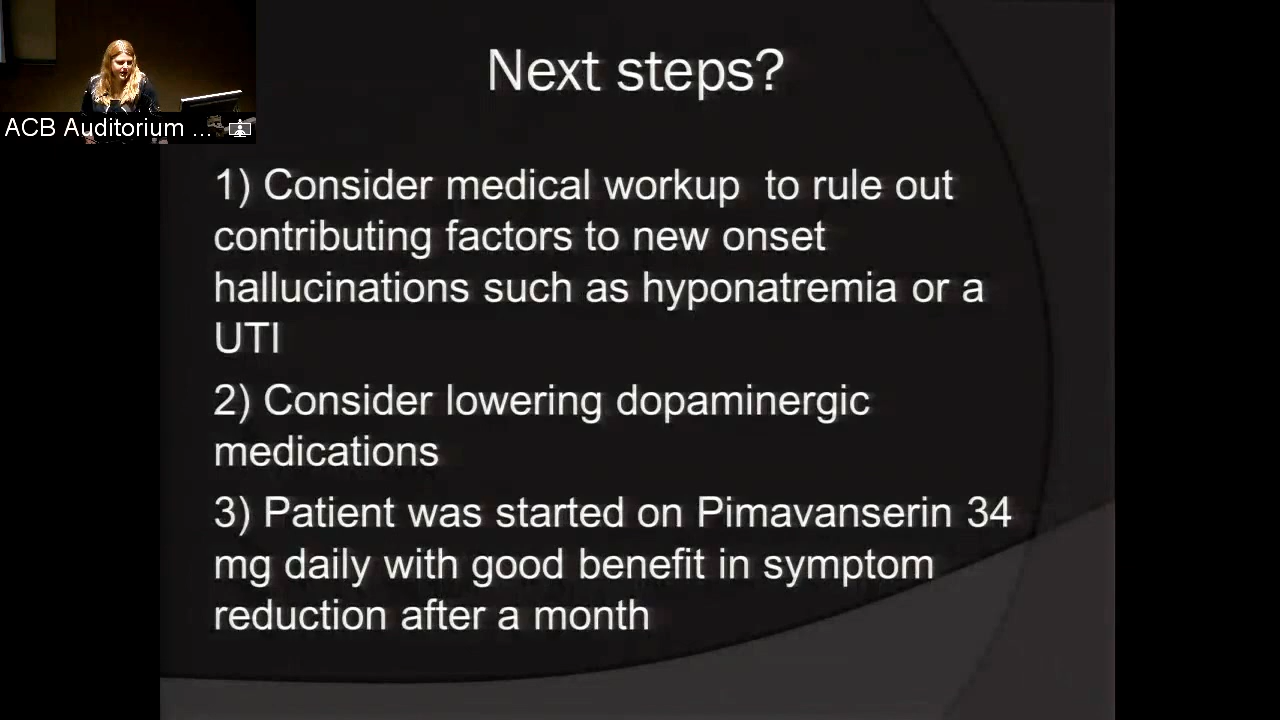 Next steps?
ACB Auditorium ...
1) Consider medical workup  to rule out
contributing factors to new onset
hallucinations such as hyponatremia or a
UTI
2) Consider lowering dopaminergic
medications
3) Patient was started on Pimavanserin 34
mg daily with good benefit in symptom
reduction after a month